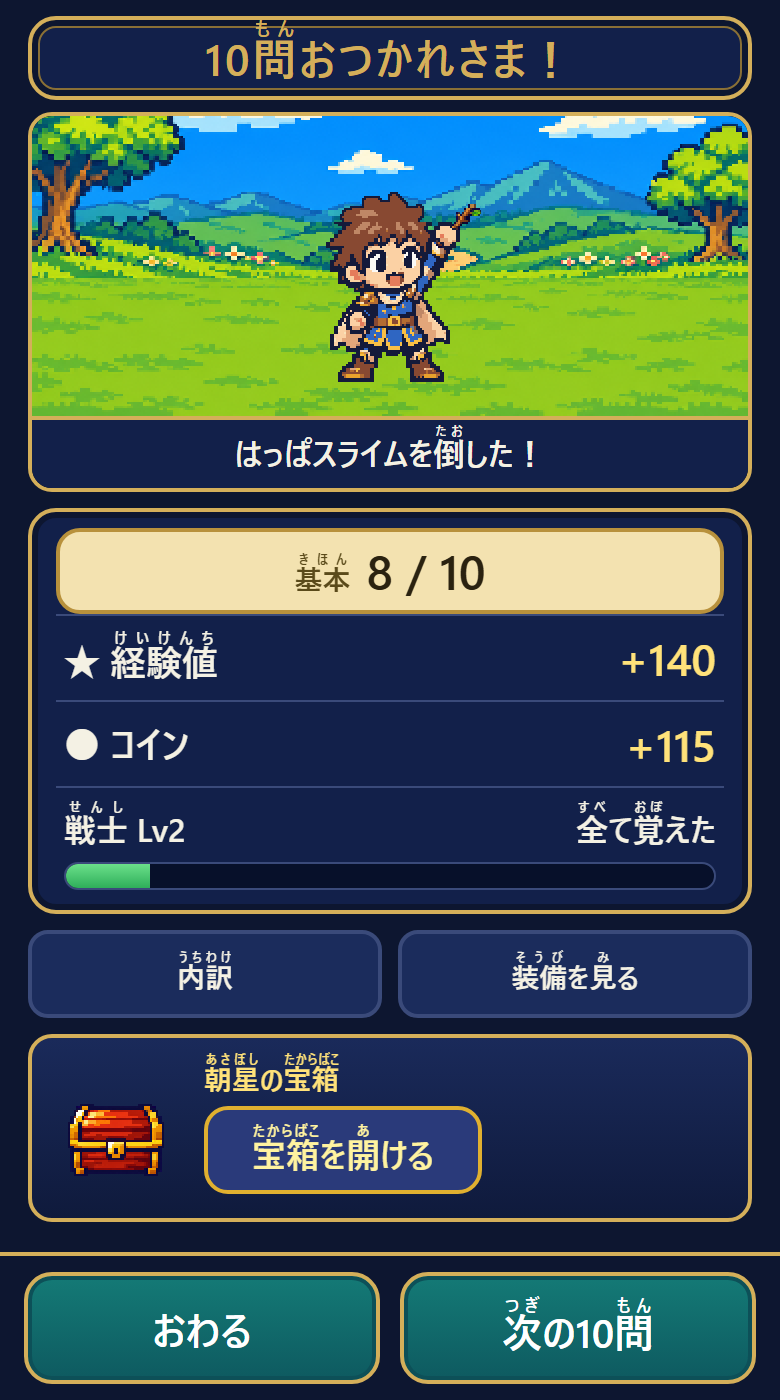 10問おつかれさま！
はっぱスライムを倒した！
基本 8 / 10
★ 経験値 +140
● コイン +115
戦士 Lv2 全て覚えた
内訳 装備を見る
朝星の宝箱
宝箱を開ける
おわる 次の10問